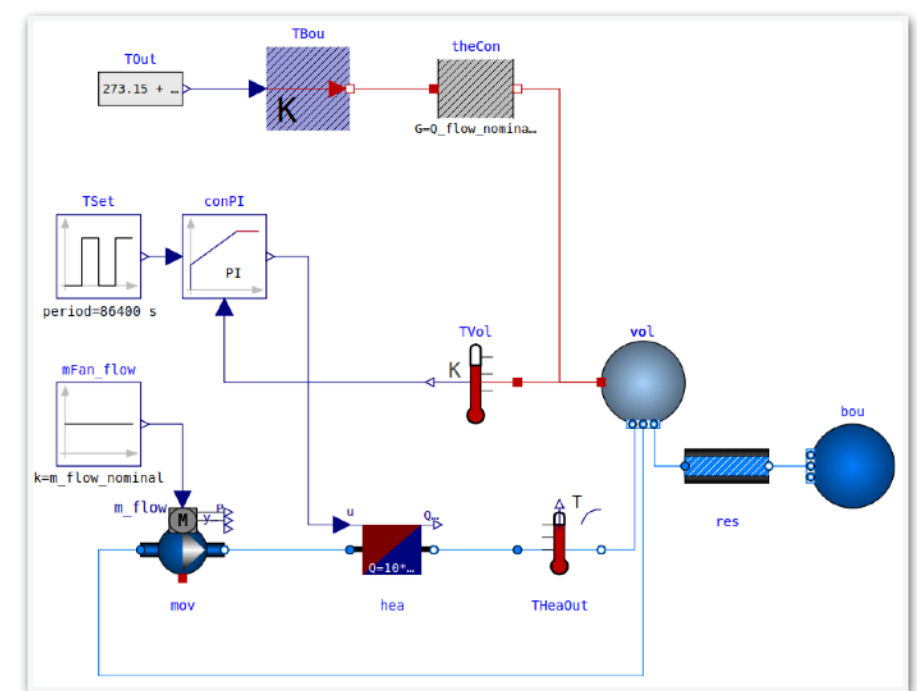 TBou
theCon
TOut
273.15 + …
K
G=Q_flow_nomina…
TSet
conPI
PI
period=86400 s
TVol
vol
K
mFan_flow
bou
k=m_flow_nominal
m_flow
M
P
y…
u
Q…
T
res
Q=10*…
mov
hea
THeaOut